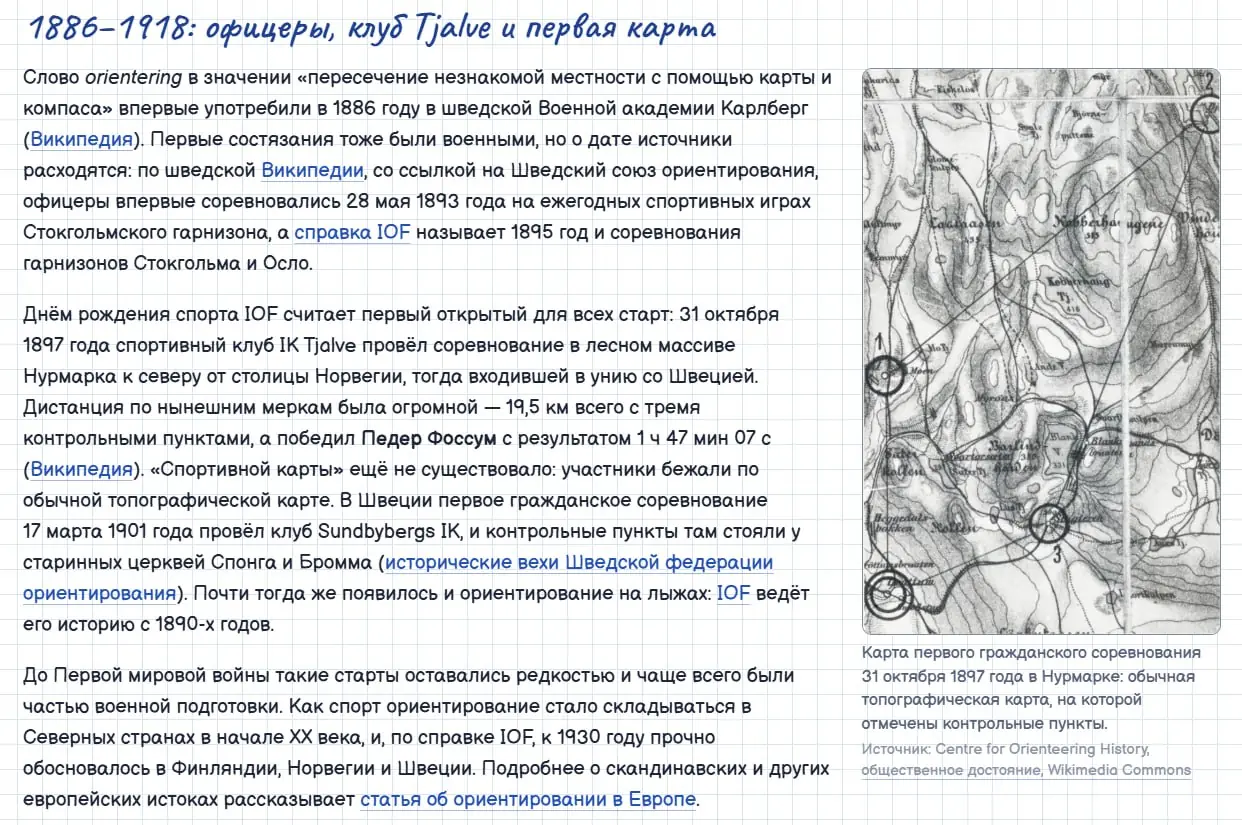 1886–1918: офицеры, клуб Tjalve и первая карта
Слово orientering в значении «пересечение незнакомой местности с помощью карты и
компаса» впервые употребили в 1886 году в шведской Военной академии Карлберг
(Википедия). Первые состязания тоже были военными, но о дате источники
расходятся: по шведской Википедии, со ссылкой на Шведский союз ориентирования,
офицеры впервые соревновались 28 мая 1893 года на ежегодных спортивных играх
Стокгольмского гарнизона, а справка IOF называет 1895 год и соревнования
гарнизонов Стокгольма и Осло.
Днём рождения спорта IOF считает первый открытый для всех старт: 31 октября
1897 года спортивный клуб IK Tjalve провёл соревнование в лесном массиве
Нурмарка к северу от столицы Норвегии, тогда входившей в унию со Швецией.
Дистанция по нынешним меркам была огромной — 19,5 км всего с тремя
контрольными пунктами, а победил Педер Фоссум с результатом 1 ч 47 мин 07 с
(Википедия). «Спортивной карты» ещё не существовало: участники бежали по
обычной топографической карте. В Швеции первое гражданское соревнование
17 марта 1901 года провёл клуб Sundbybergs IK, и контрольные пункты там стояли у
старинных церквей Спонга и Бромма (исторические вехи Шведской федерации
ориентирования). Почти тогда же появилось и ориентирование на лыжах: IOF ведёт
его историю с 1890-х годов.
До Первой мировой войны такие старты оставались редкостью и чаще всего были
частью военной подготовки. Как спорт ориентирование стало складываться в
Северных странах в начале XX века, и, по справке IOF, к 1930 году прочно
обосновалось в Финляндии, Норвегии и Швеции. Подробнее о скандинавских и других
европейских истоках рассказывает статья об ориентировании в Европе.
2
1
Kobberhaug
Tj.
3
Карта первого гражданского соревнования
31 октября 1897 года в Нурмарке: обычная
топографическая карта, на которой
отмечены контрольные пункты.
Источник: Centre for Orienteering History,
общественное достояние, Wikimedia Commons